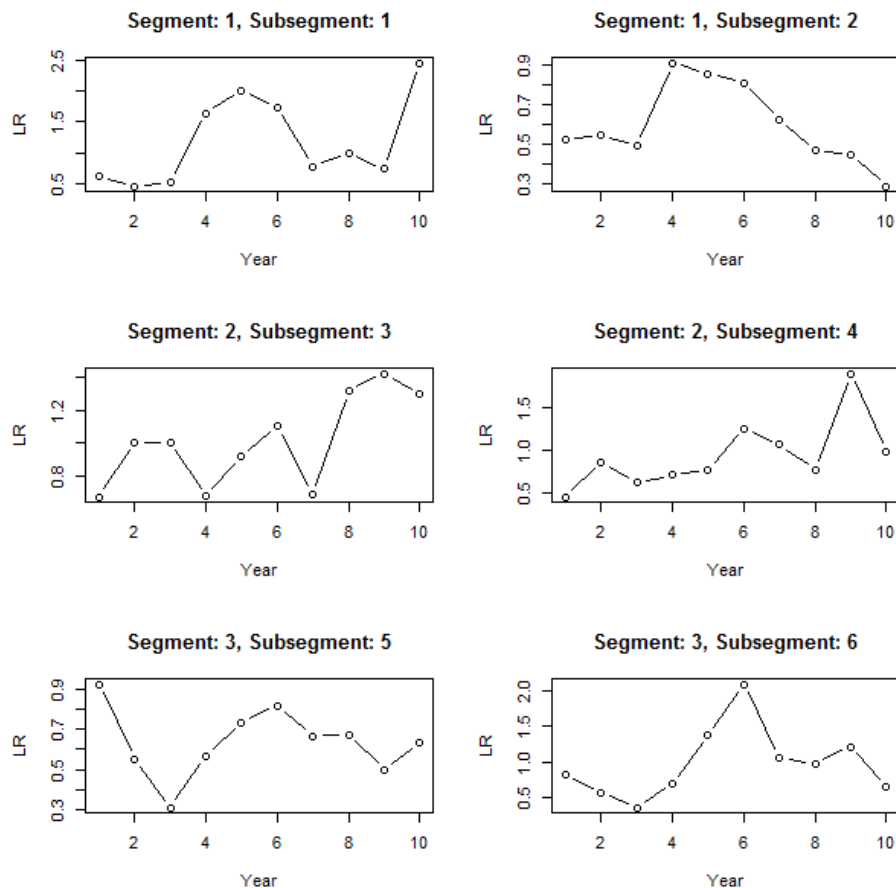 Segment: 1, Subsegment: 1
LR
2.5
1.5
0.5
2 4 6 8 10
Year
Segment: 1, Subsegment: 2
LR
0.9
0.7
0.5
0.3
2 4 6 8 10
Year
Segment: 2, Subsegment: 3
LR
1.2
0.8
2 4 6 8 10
Year
Segment: 2, Subsegment: 4
LR
1.5
1.0
0.5
2 4 6 8 10
Year
Segment: 3, Subsegment: 5
LR
0.9
0.7
0.5
0.3
2 4 6 8 10
Year
Segment: 3, Subsegment: 6
LR
2.0
1.5
1.0
0.5
2 4 6 8 10
Year